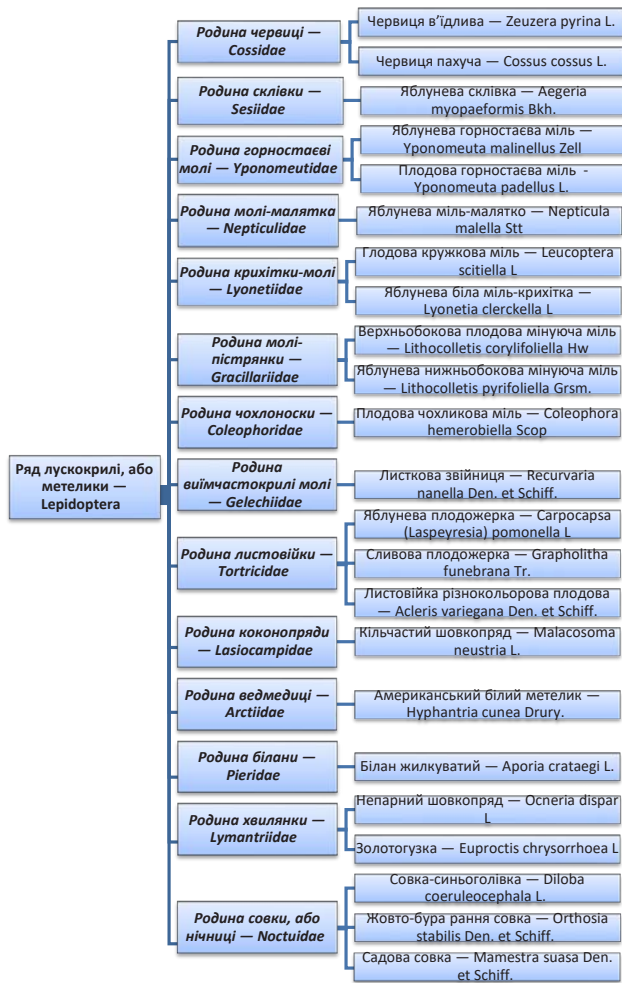 Ряд лускокрилі, або
метелики —
Lepidoptera
Родина червиці —
Cossidae
Червиця в’їдлива — Zeuzera pyrina L.
Червиця пахуча — Cossus cossus L.
Родина склівки —
Sesiidae
Яблунева склівка — Aegeria
myopaeformis Bkh.
Родина горностаєві
молі — Yponomeutidae
Яблунева горностаєва міль —
Yponomeuta malinellus Zell
Плодова горностаєва міль -
Yponomeuta padellus L.
Родина молі-малятка
— Nepticulidae
Яблунева міль-малятко — Nepticula
malella Stt
Родина крихітки-молі
— Lyonetiidae
Глодова кружкова міль — Leucoptera
scitiella L
Яблунева біла міль-крихітка —
Lyonetia clerckella L
Родина молі-
пістрянки —
Gracillariidae
Верхньобокова плодова мінуюча міль
— Lithocolletis corylifoliella Hw
Яблунева нижньобокова мінуюча міль
— Lithocolletis pyrifoliella Grsm.
Родина чохлоноски —
Coleophoridae
Плодова чохликова міль — Coleophora
hemerobiella Scop
Родина
виїмчастокрилі молі
— Gelechiidae
Листкова звійниця — Recurvaria
nanella Den. et Schiff.
Родина листовійки —
Tortricidae
Яблунева плодожерка — Carpocapsa
(Laspeyresia) pomonella L
Сливова плодожерка — Grapholitha
funebrana Tr.
Листовійка різнокольорова плодова
— Acleris variegana Den. et Schiff.
Родина коконопряди
— Lasiocampidae
Кільчастий шовкопряд — Malacosoma
neustria L.
Родина ведмедиці —
Arctiidae
Американський білий метелик —
Hyphantria cunea Drury.
Родина білани —
Pieridae
Білан жилкуватий — Aporia crataegi L.
Родина хвилянки —
Lymantriidae
Непарний шовкопряд — Ocneria dispar
L
Золотогузка — Euproctis chrysorrhoea L
Родина совки, або
нічниці — Noctuidae
Совка-синьоголівка — Diloba
coeruleocephala L.
Жовто-бура рання совка — Orthosia
stabilis Den. et Schiff.
Садова совка — Mamestra suasa Den.
et Schiff.